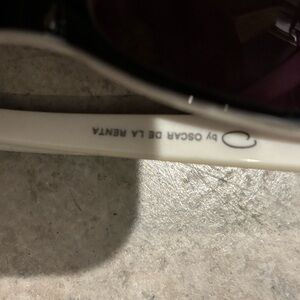 O by OSCAR DE LA RENTA